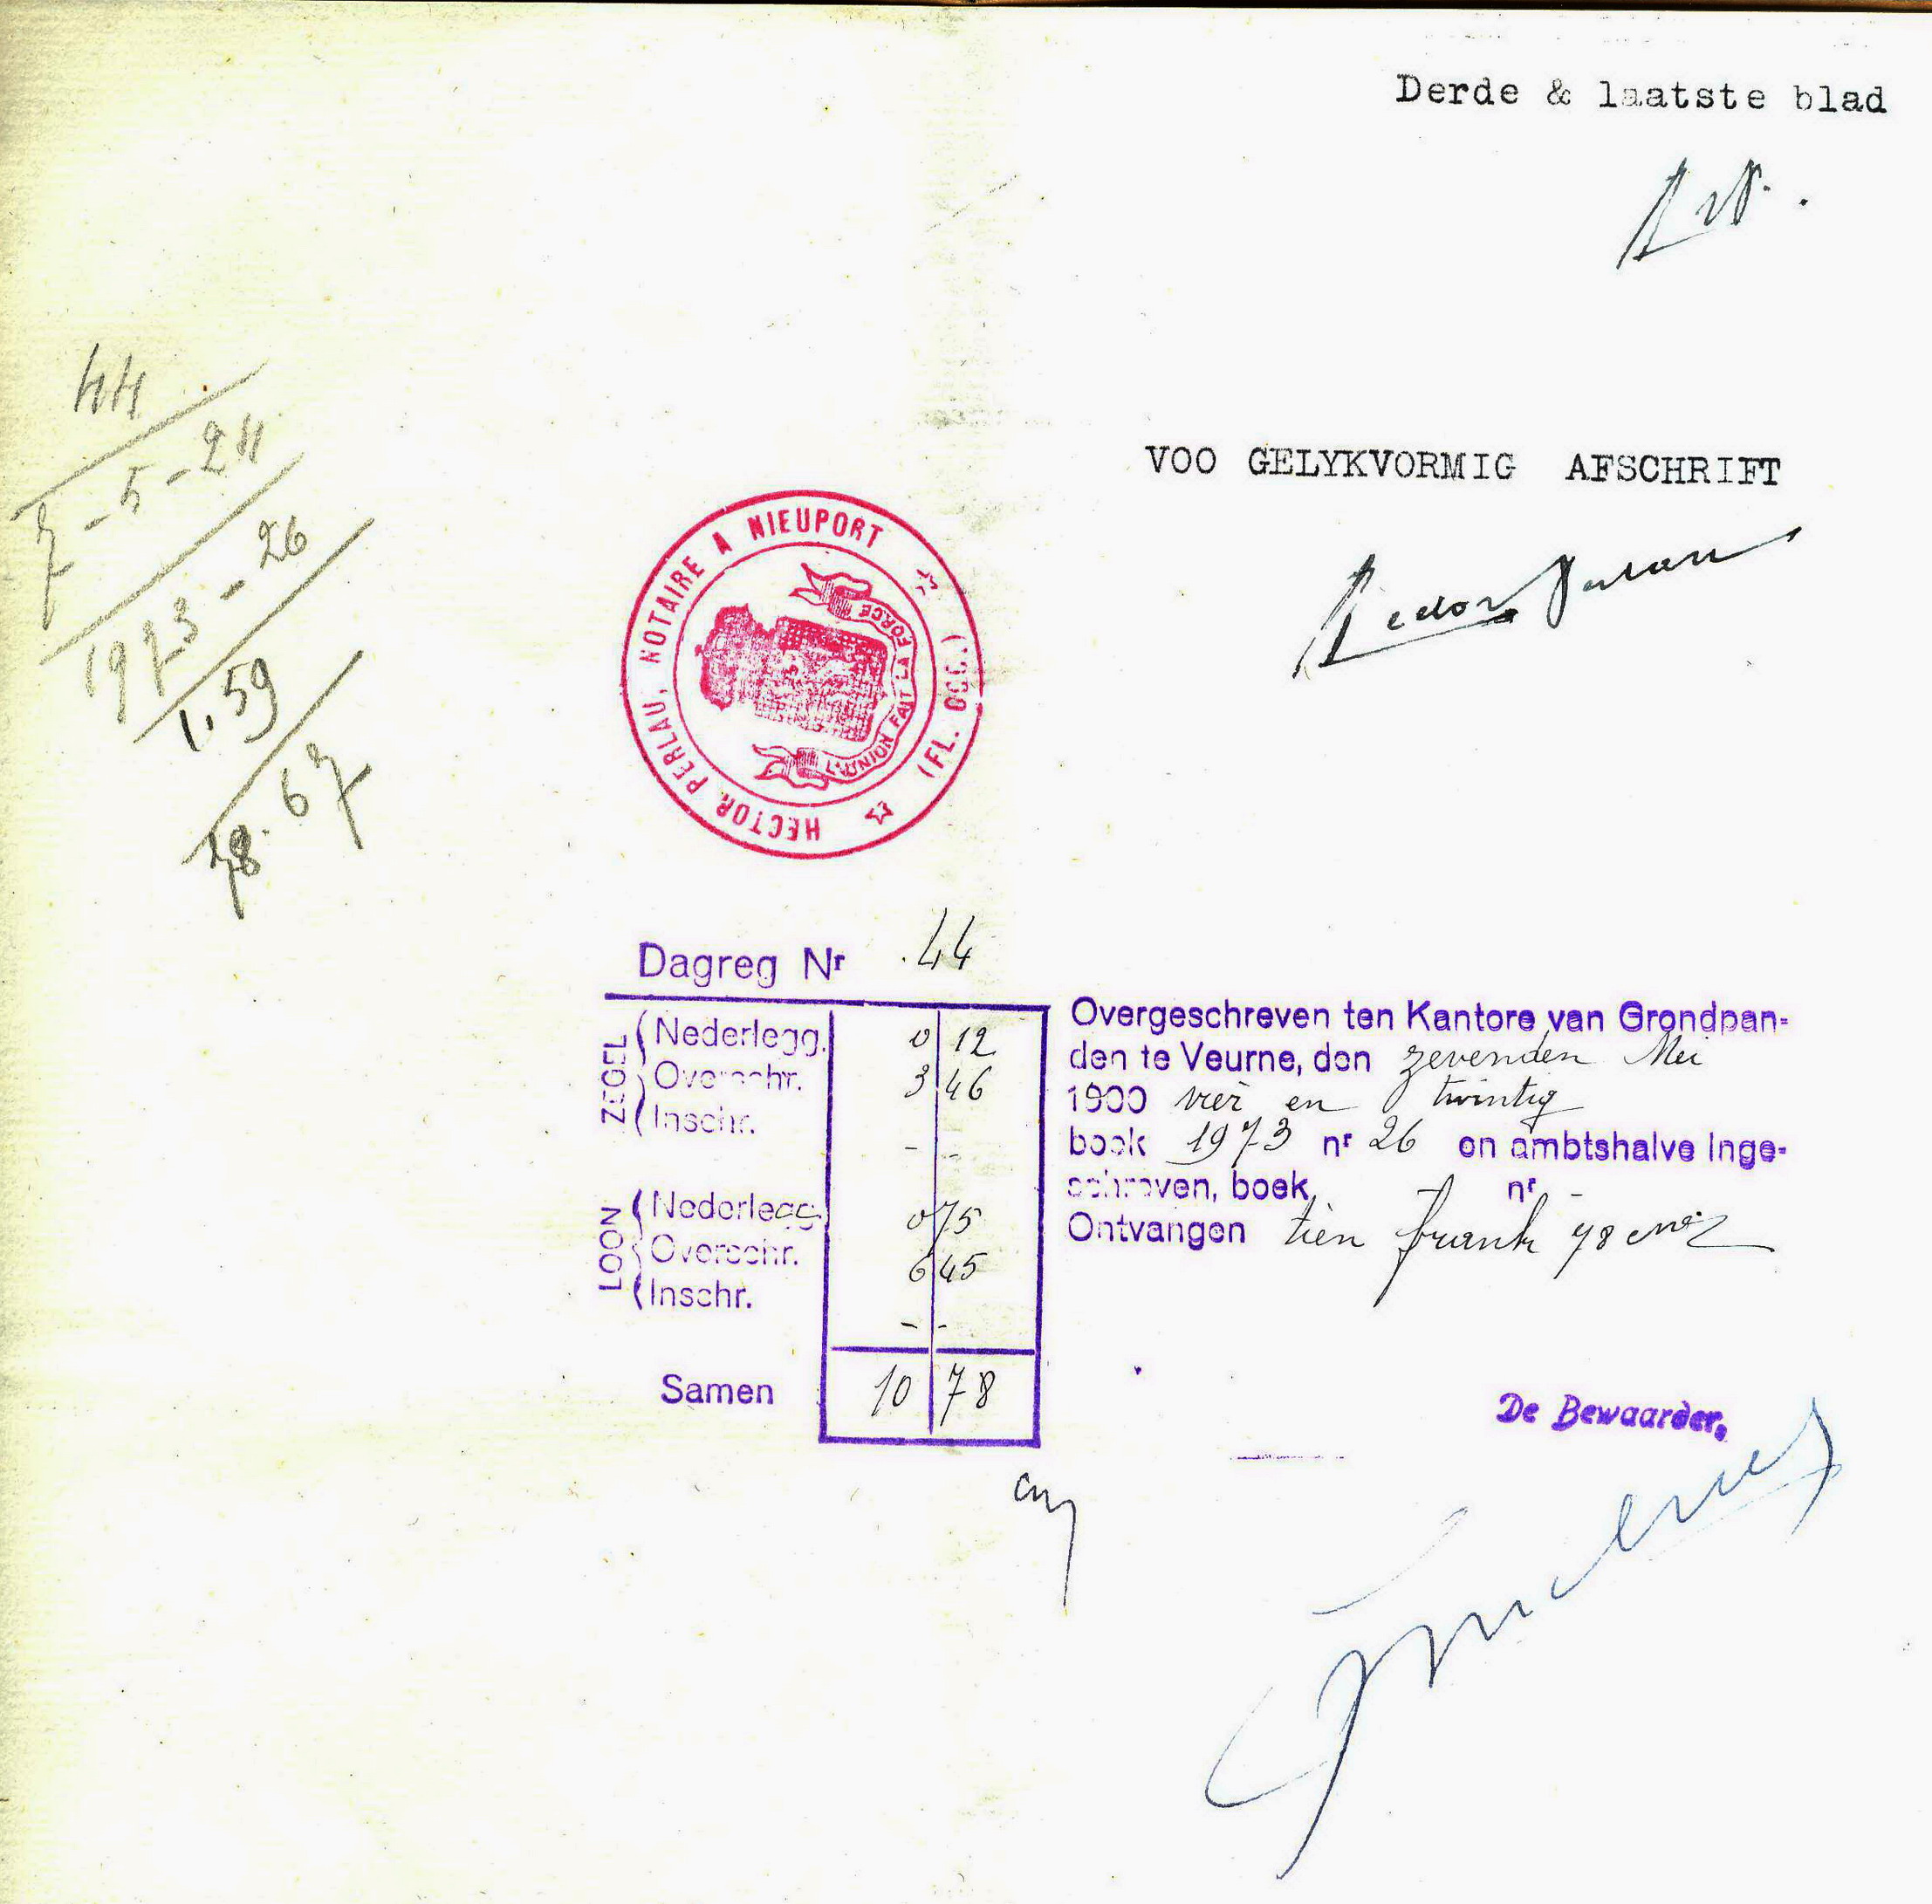 Derde & laatste blad
44
7-5-24
1973-26
1.59
78.67
VOO GELYKVORMIG AFSCHRIFT
HECTOR PERLAU, NOTAIRE A NIEUPORT
(FL. OCC.)
L'UNION FAIT LA FORCE
Dagreg Nr 44
ZEGEL
Nederlegg. 0 12
Overschr. 3 46
Inschr. - -
LOON
Nederlegg 0 75
Overschr. 6 45
Inschr. - -
Samen 10 78
Overgeschreven ten Kantore van Grondpan-
den te Veurne, den zevenden Mei
1900 vier en twintig
boek 1973 nr 26 en ambtshalve Inge-
schreven, boek nr -
Ontvangen tien frank 78
De Bewaarder,